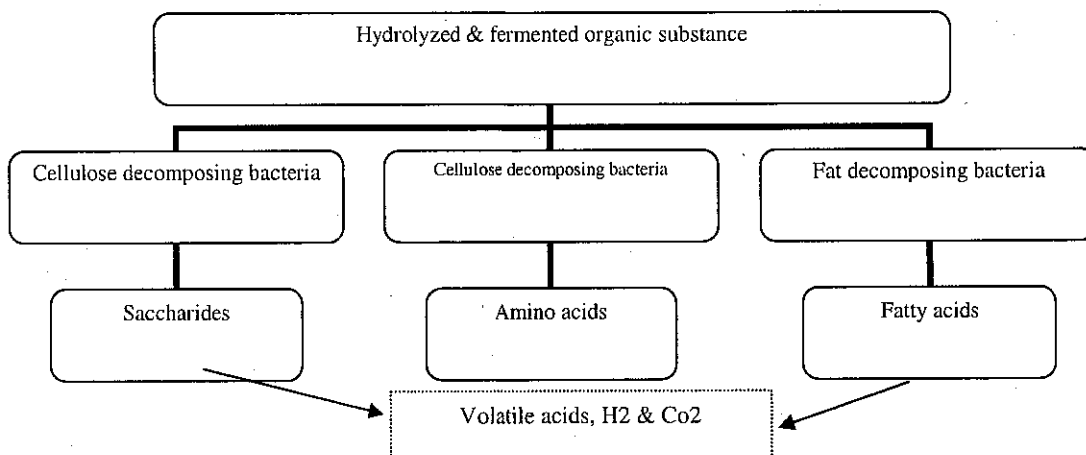 Hydrolyzed & fermented organic substance
Cellulose decomposing bacteria
Cellulose decomposing bacteria
Fat decomposing bacteria
Saccharides
Amino acids
Fatty acids
Volatile acids, H2 & Co2